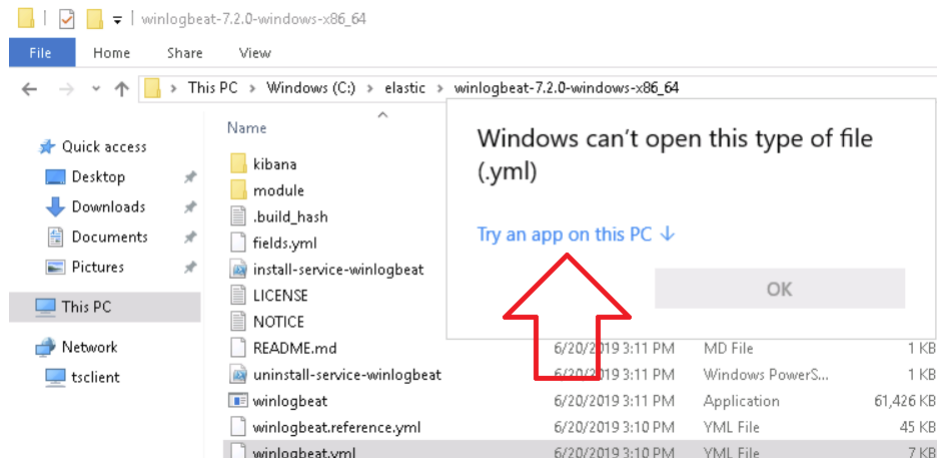 winlogbeat-7.2.0-windows-x86_64
File Home Share View
This PC > Windows (C:) > elastic > winlogbeat-7.2.0-windows-x86_64
Quick access
Desktop
Downloads
Documents
Pictures
This PC
Network
tsclient
Name
kibana
module
.build_hash
fields.yml
install-service-winlogbeat
LICENSE
NOTICE
README.md 6/20/2019 3:11 PM MD File 1 KB
uninstall-service-winlogbeat 6/20/2019 3:11 PM Windows PowerS... 1 KB
winlogbeat 6/20/2019 3:11 PM Application 61,426 KB
winlogbeat.reference.yml 6/20/2019 3:10 PM YML File 45 KB
winlogbeat.yml 6/20/2019 3:10 PM YML File 7 KB
Windows can't open this type of file
(.yml)
Try an app on this PC ↓
OK